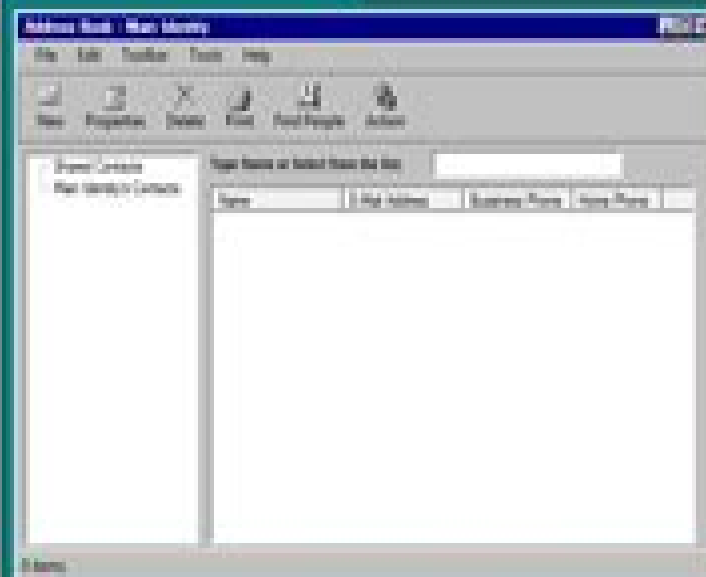 Address Book - Main Identity
File Edit Toolbar Tools Help
New Properties Delete Print Find People Action
Shared Contacts
Main Identity's Contacts
Type Name or Select from the list:
Name E-Mail Address Business Phone Home Phone
0 items